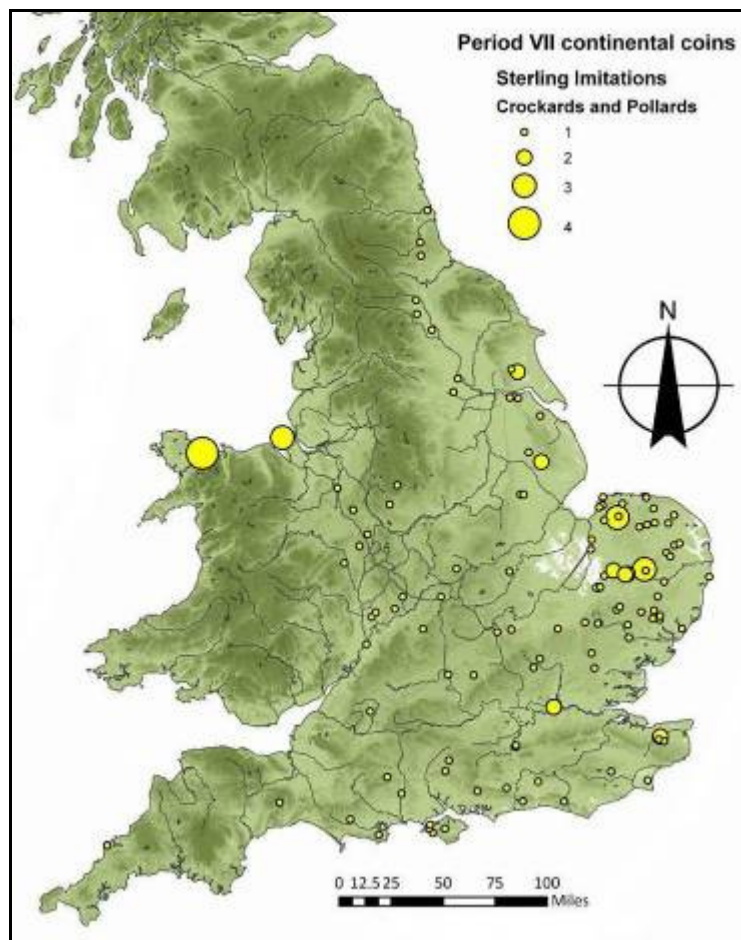 Period VII continental coins
Sterling Imitations
Crockards and Pollards
1
2
3
4
N
0 12.5 25 50 75 100
Miles